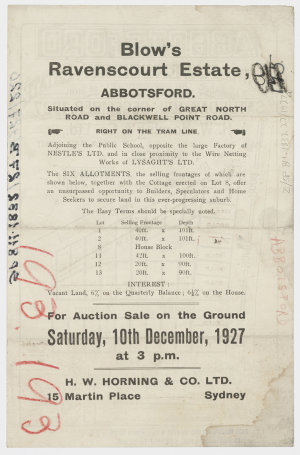 Blow's
Ravenscourt Estate,
ABBOTSFORD.
Situated on the corner of GREAT NORTH
ROAD and BLACKWELL POINT ROAD.
RIGHT ON THE TRAM LINE
Adjoining the Public School, opposite the large Factory of
NESTLE'S LTD. and in close proximity to the Wire Netting
Works of LYSAGHT'S LTD.
The SIX ALLOTMENTS, the selling frontages of which are
shown below, together with the Cottage erected on Lot 8, offer
an unsurpassed opportunity to Builders, Speculators and Home
Seekers to secure land in this ever-progressing suburb.
The Easy Terms should be specially noted.
Lot Selling Frontage Depth
1 40ft. x 101ft.
2 40ft. x 101ft.
8 House Block
11 42ft. x 100ft.
12 20ft. x 90ft.
13 20ft. x 90ft.
INTEREST:
Vacant Land, 6% on the Quarterly Balance; 6½% on the House.
For Auction Sale on the Ground
Saturday, 10th December, 1927
at 3 p.m.
H. W. HORNING & CO. LTD.
15 Martin Place Sydney
193
193